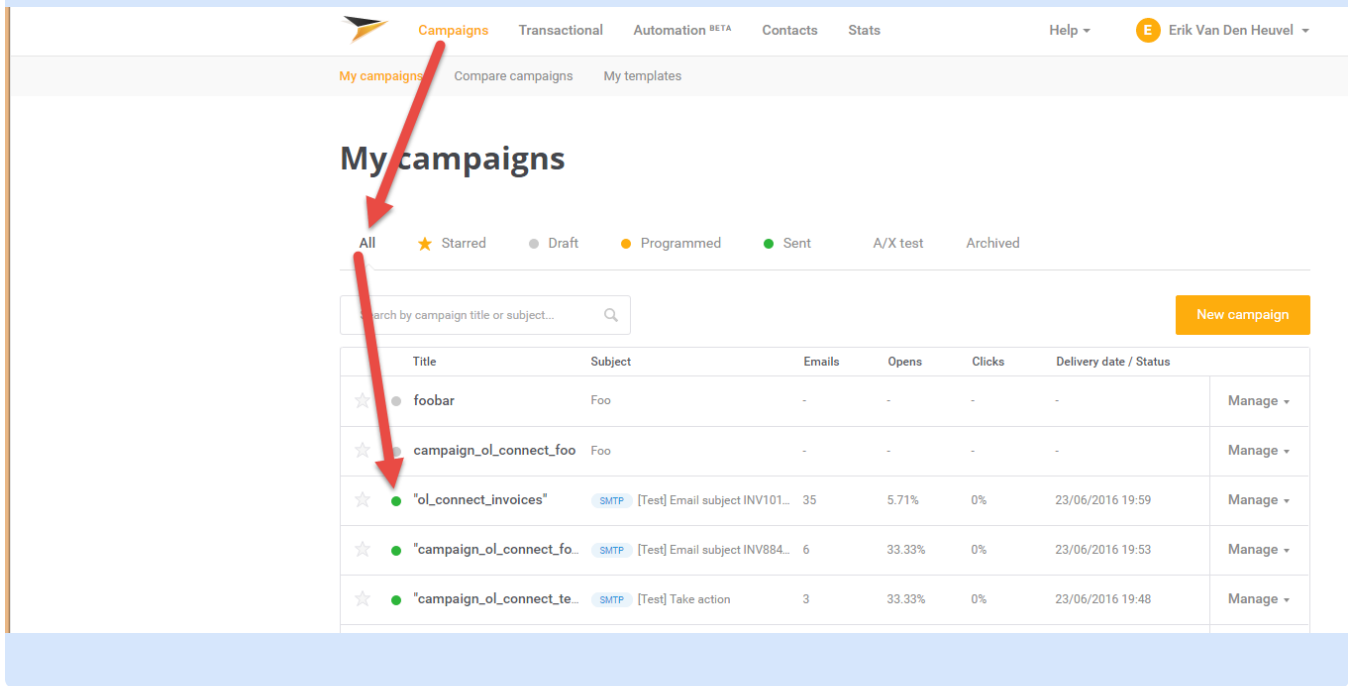 Campaigns Transactional Automation BETA Contacts Stats Help E Erik Van Den Heuvel
My campaigns Compare campaigns My templates
My campaigns
All Starred Draft Programmed Sent A/X test Archived
Search by campaign title or subject... New campaign
Title Subject Emails Opens Clicks Delivery date / Status
foobar Foo - - - - Manage
campaign_ol_connect_foo Foo - - - - Manage
"ol_connect_invoices" SMTP [Test] Email subject INV101... 35 5.71% 0% 23/06/2016 19:59 Manage
"campaign_ol_connect_fo... SMTP [Test] Email subject INV884... 6 33.33% 0% 23/06/2016 19:53 Manage
"campaign_ol_connect_te... SMTP [Test] Take action 3 33.33% 0% 23/06/2016 19:48 Manage